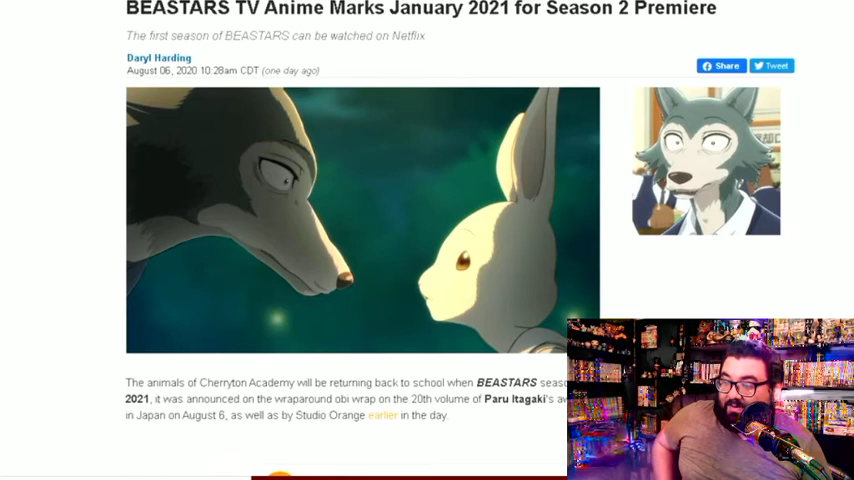 BEASTARS TV Anime Marks January 2021 for Season 2 Premiere
The first season of BEASTARS can be watched on Netflix
Daryl Harding
August 06, 2020 10:28am CDT (one day ago)
Share
Tweet
The animals of Cherryton Academy will be returning back to school when BEASTARS seas
2021, it was announced on the wraparound obi wrap on the 20th volume of Paru Itagaki's
in Japan on August 6, as well as by Studio Orange earlier in the day.